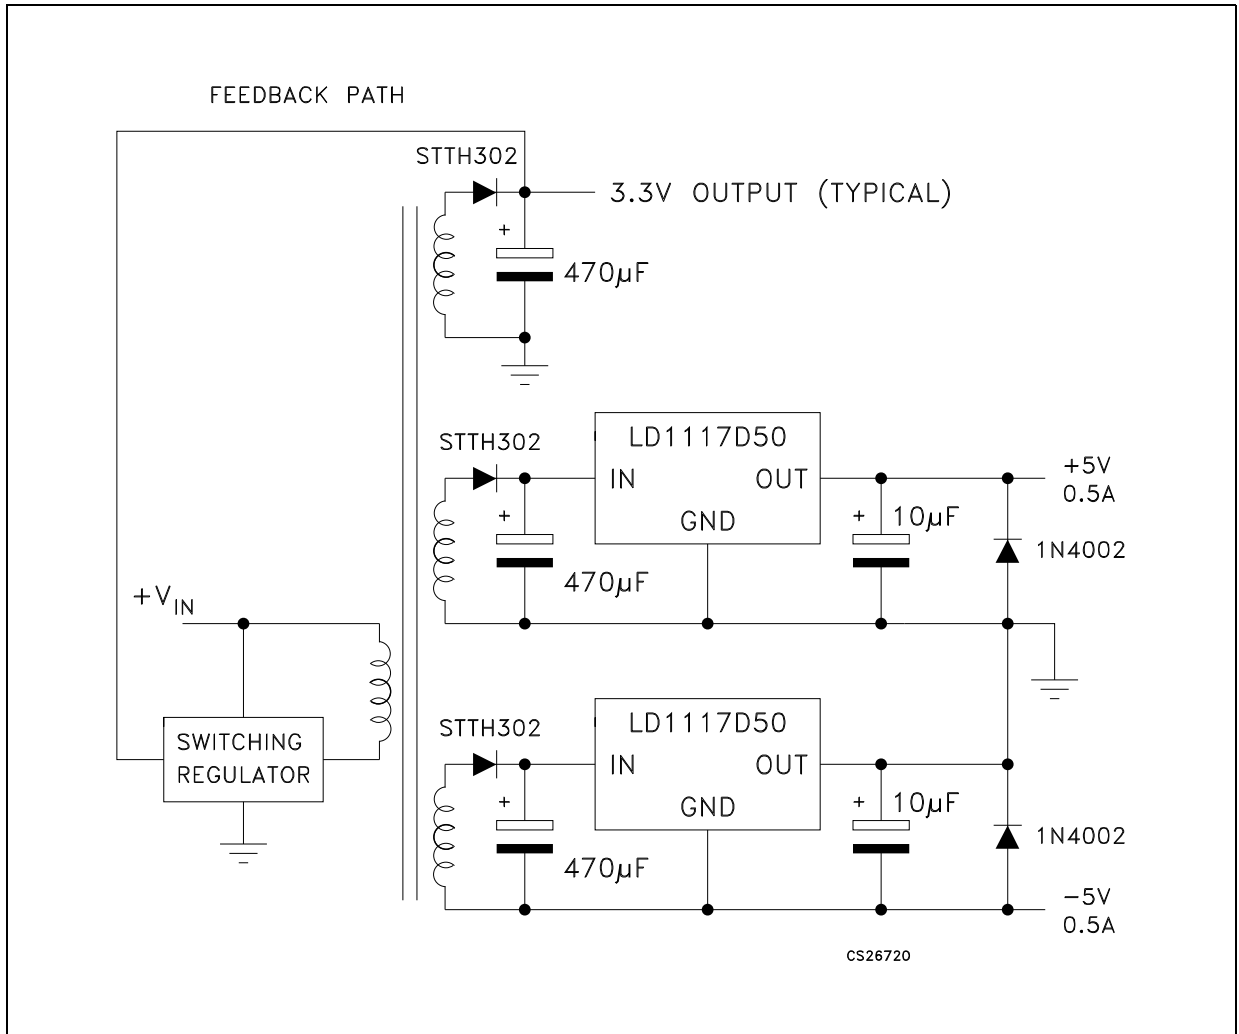 FEEDBACK PATH
STTH302
3.3V OUTPUT (TYPICAL)
+
470µF
STTH302
LD1117D50
IN
OUT
GND
+
470µF
+
10µF
+5V
0.5A
1N4002
+VIN
SWITCHING
REGULATOR
STTH302
LD1117D50
IN
OUT
GND
+
470µF
+
10µF
1N4002
−5V
0.5A
CS26720